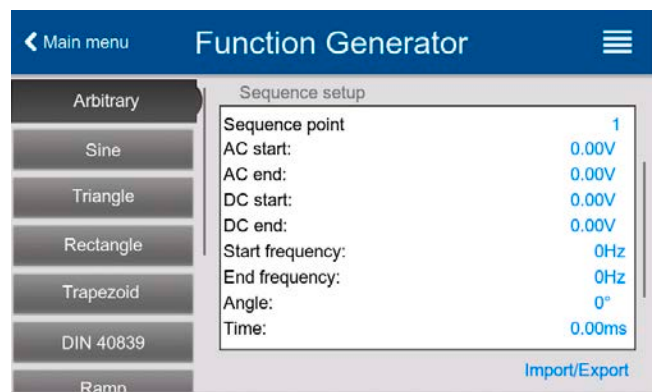 Main menu
Function Generator
Arbitrary
Sine
Triangle
Rectangle
Trapezoid
DIN 40839
Ramp
Sequence setup
Sequence point 1
AC start: 0.00V
AC end: 0.00V
DC start: 0.00V
DC end: 0.00V
Start frequency: 0Hz
End frequency: 0Hz
Angle: 0°
Time: 0.00ms
Import/Export